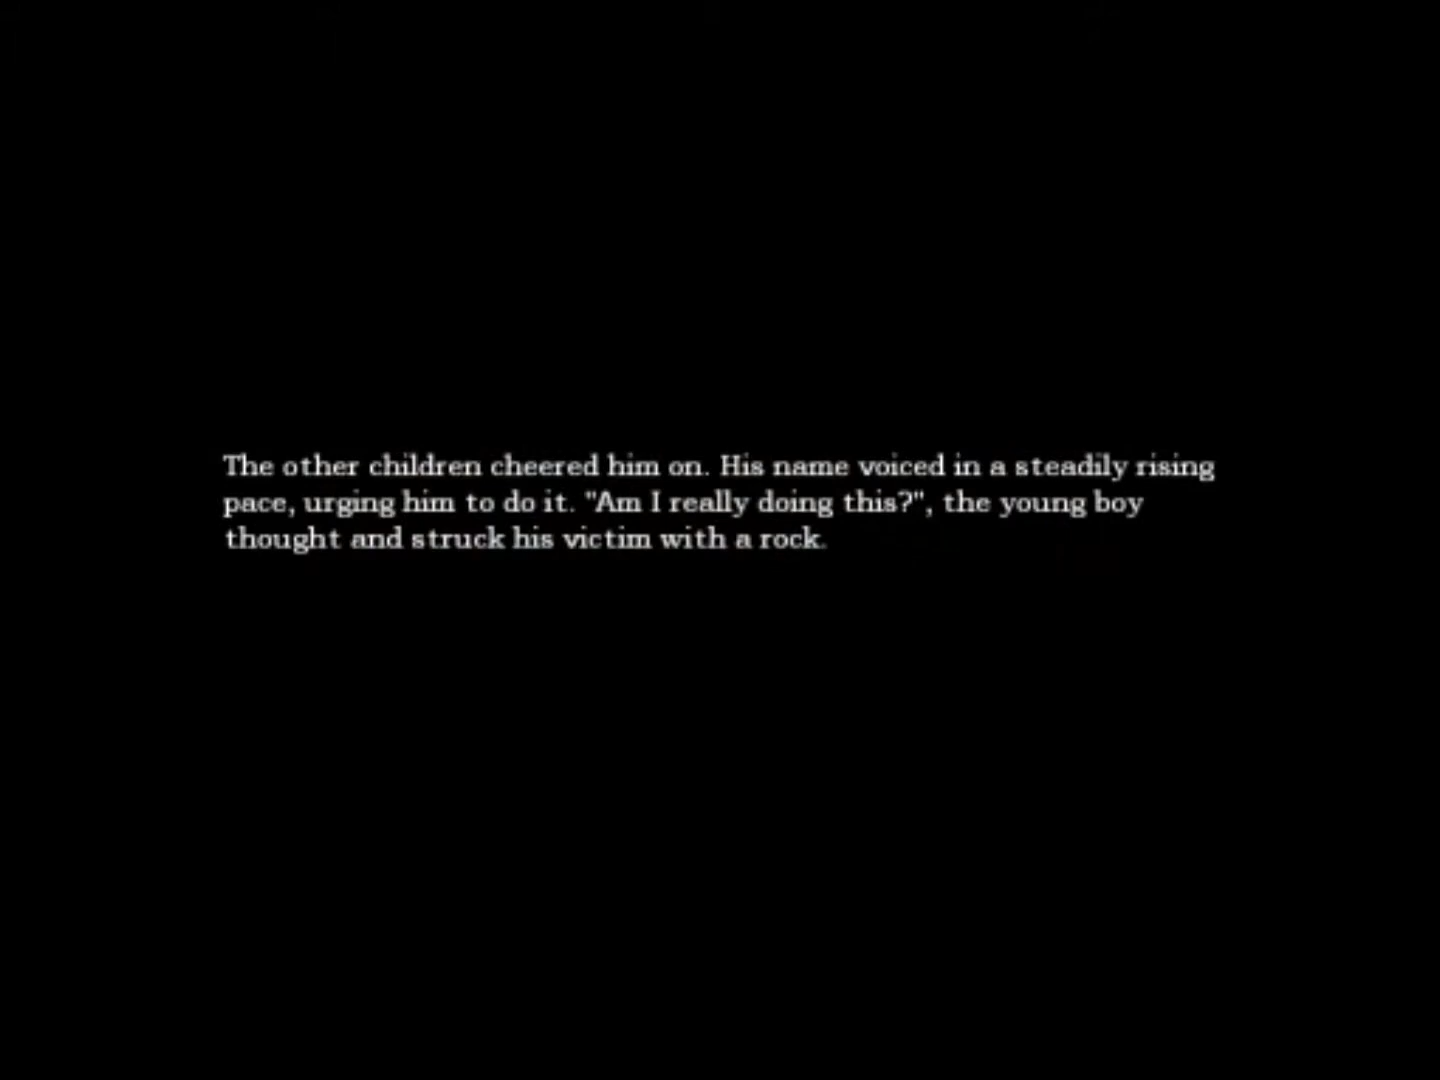 The other children cheered him on. His name voiced in a steadily rising
pace, urging him to do it. "Am I really doing this?", the young boy
thought and struck his victim with a rock.